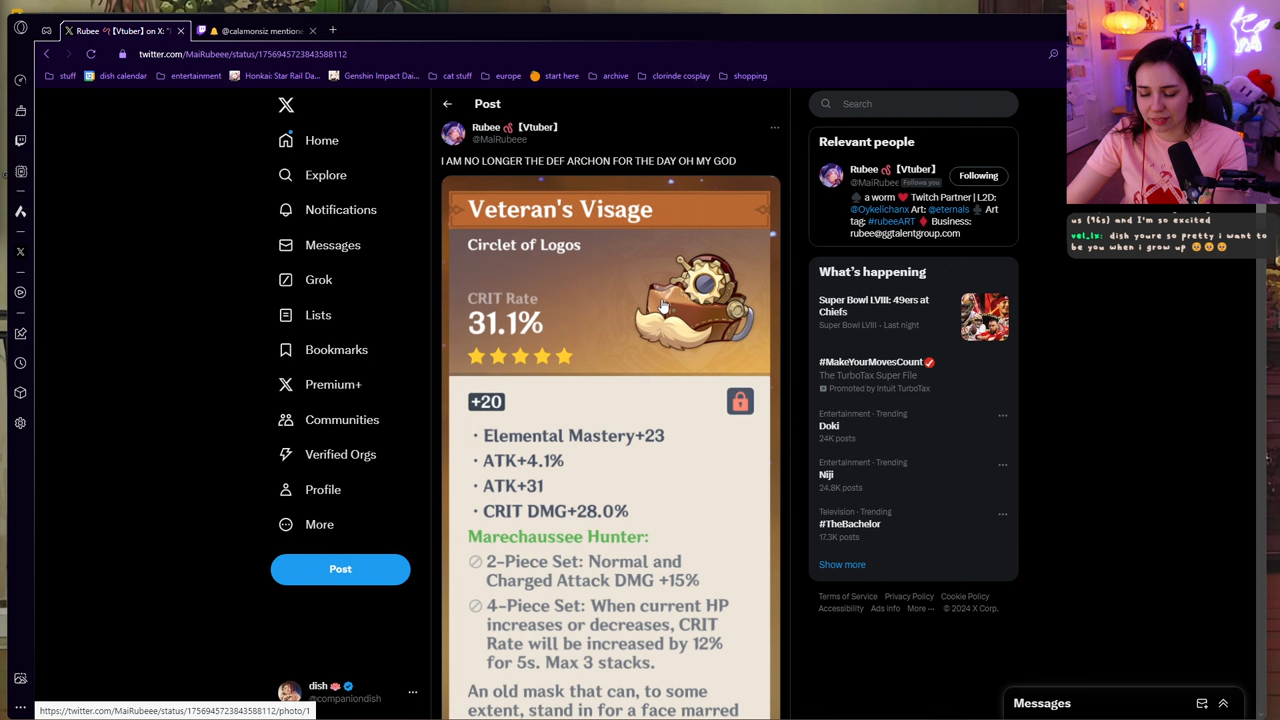 Rubee 【Vtuber】 on X: "I
@calamonsiz mentione
twitter.com/MaiRubeee/status/1756945723843588112
stuff
dish calendar
entertainment
Honkai: Star Rail Da...
Genshin Impact Dai...
cat stuff
europe
start here
archive
clorinde cosplay
shopping
Home
Explore
Notifications
Messages
Grok
Lists
Bookmarks
Premium+
Communities
Verified Orgs
Profile
More
Post
dish
@companiondish
https://twitter.com/MaiRubeee/status/1756945723843588112/photo/1
Post
Rubee 【Vtuber】
@MaiRubeee
I AM NO LONGER THE DEF ARCHON FOR THE DAY OH MY GOD
Veteran's Visage
Circlet of Logos
CRIT Rate
31.1%
+20
· Elemental Mastery+23
· ATK+4.1%
· ATK+31
· CRIT DMG+28.0%
Marechaussee Hunter:
2-Piece Set: Normal and
Charged Attack DMG +15%
4-Piece Set: When current HP
increases or decreases, CRIT
Rate will be increased by 12%
for 5s. Max 3 stacks.
An old mask that can, to some
extent, stand in for a face marred
Search
Relevant people
Rubee 【Vtuber】
@MaiRubee Follows you
Following
a worm Twitch Partner | L2D:
@Oykelichanx Art: @eternals Art
tag: #rubeeART Business:
rubee@ggtalentgroup.com
What's happening
Super Bowl LVIII: 49ers at
Chiefs
Super Bowl LVIII · Last night
#MakeYourMovesCount
The TurboTax Super File
Promoted by Intuit TurboTax
Entertainment · Trending
Doki
24K posts
Entertainment · Trending
Niji
24.8K posts
Television · Trending
#TheBachelor
17.3K posts
Show more
Terms of Service Privacy Policy Cookie Policy
Accessibility Ads info More ··· © 2024 X Corp.
Messages
us (96s) and I'm so excited
vel_lx: dish youre so pretty i want to
be you when i grow up